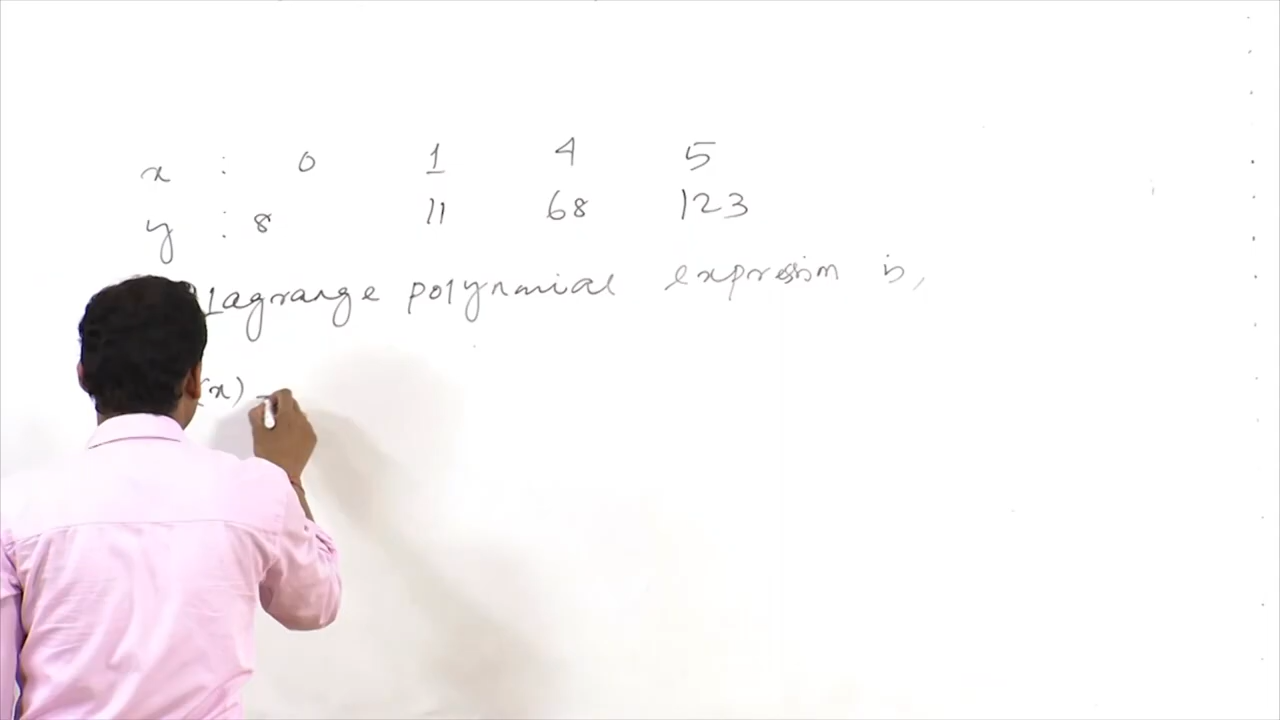 x : 0 1 4 5
y : 8 11 68 123
Lagrange polynomial expression is,
(x) =